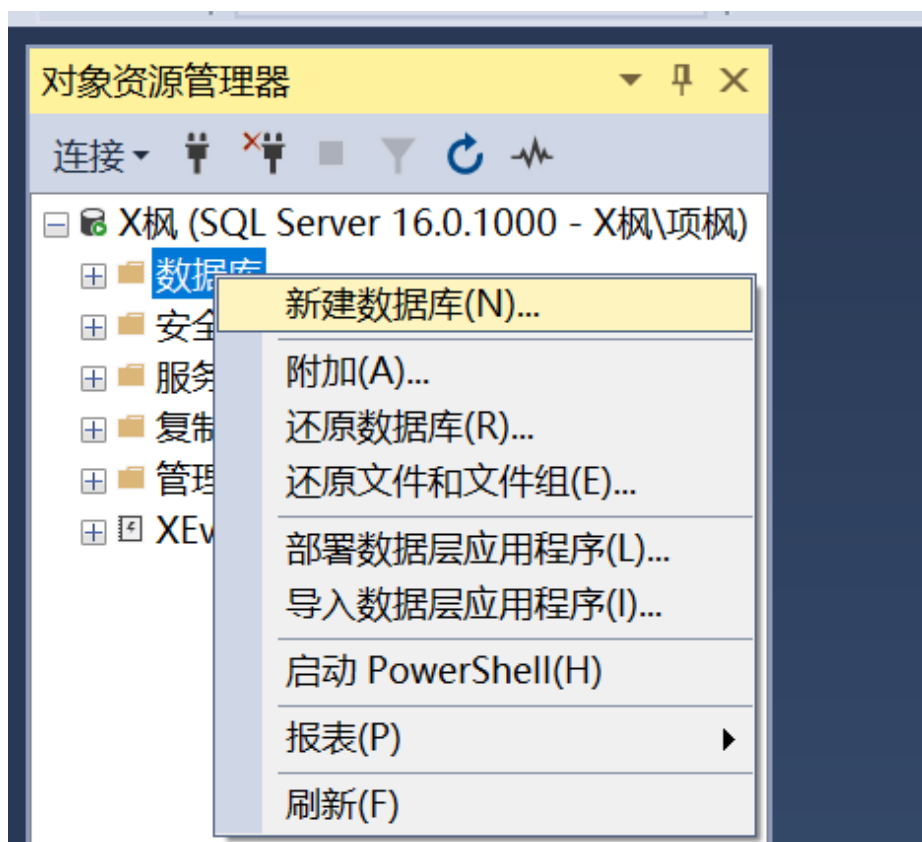 对象资源管理器
连接
X枫 (SQL Server 16.0.1000 - X枫\项枫)
数据库
安全
服务
复制
管理
XEv
新建数据库(N)...
附加(A)...
还原数据库(R)...
还原文件和文件组(E)...
部署数据层应用程序(L)...
导入数据层应用程序(I)...
启动 PowerShell(H)
报表(P)
刷新(F)